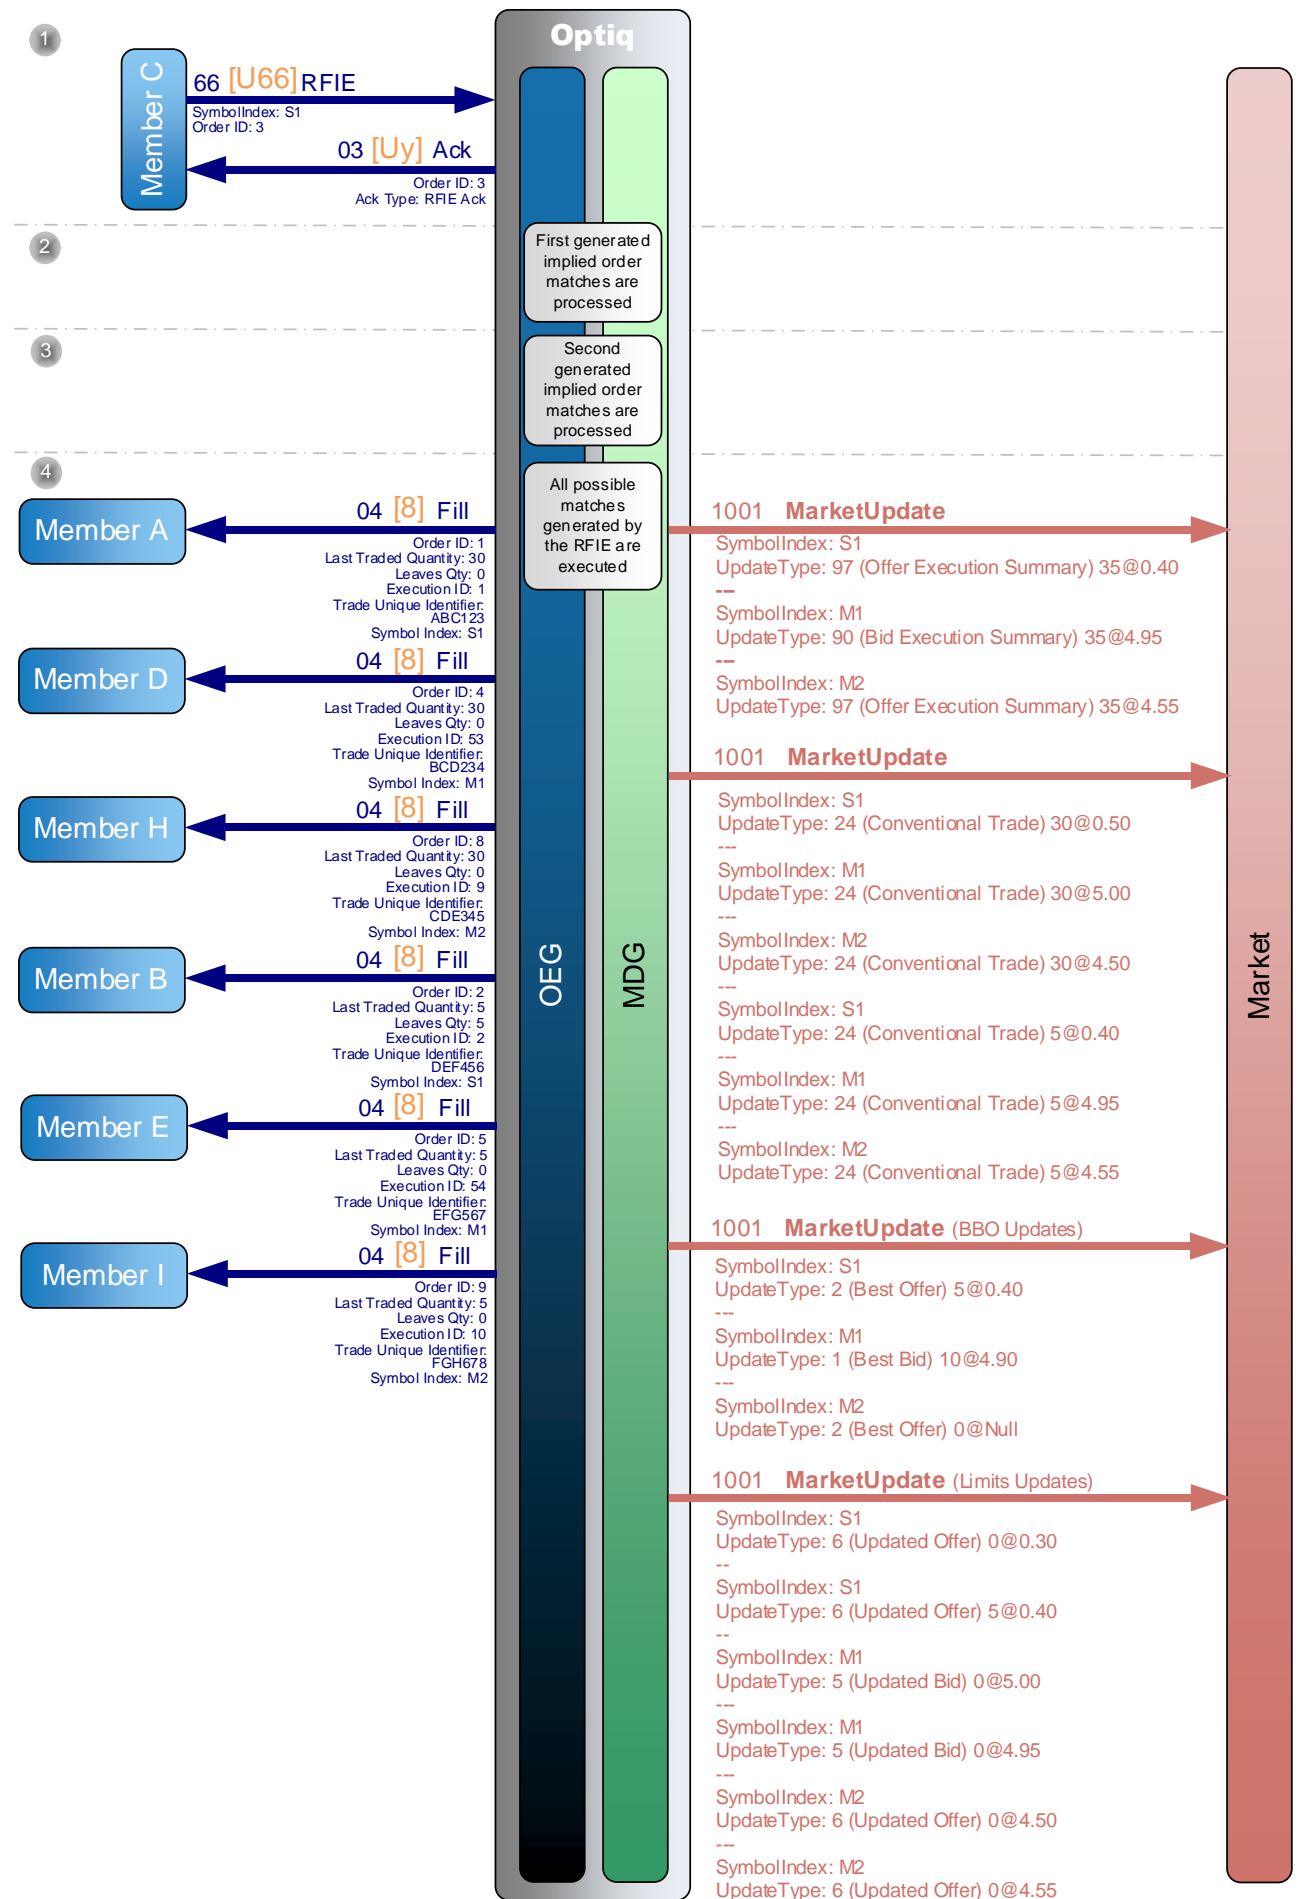 Optiq
1
Member C
66 [U66] RFIE
SymbolIndex: S1
Order ID: 3
03 [Uy] Ack
Order ID: 3
Ack Type: RFIE Ack
2
First generated
implied order
matches are
processed
3
Second
generated
implied order
matches are
processed
4
All possible
matches
generated by
the RFIE are
executed
OEG
MDG
Market
Member A
04 [8] Fill
Order ID: 1
Last Traded Quantity: 30
Leaves Qty: 0
Execution ID: 1
Trade Unique Identifier:
ABC123
Symbol Index: S1
Member D
04 [8] Fill
Order ID: 4
Last Traded Quantity: 30
Leaves Qty: 0
Execution ID: 53
Trade Unique Identifier:
BCD234
Symbol Index: M1
Member H
04 [8] Fill
Order ID: 8
Last Traded Quantity: 30
Leaves Qty: 0
Execution ID: 9
Trade Unique Identifier:
CDE345
Symbol Index: M2
Member B
04 [8] Fill
Order ID: 2
Last Traded Quantity: 5
Leaves Qty: 5
Execution ID: 2
Trade Unique Identifier:
DEF456
Symbol Index: S1
Member E
04 [8] Fill
Order ID: 5
Last Traded Quantity: 5
Leaves Qty: 0
Execution ID: 54
Trade Unique Identifier:
EFG567
Symbol Index: M1
Member I
04 [8] Fill
Order ID: 9
Last Traded Quantity: 5
Leaves Qty: 0
Execution ID: 10
Trade Unique Identifier:
FGH678
Symbol Index: M2
1001 MarketUpdate
SymbolIndex: S1
UpdateType: 97 (Offer Execution Summary) 35@0.40
---
SymbolIndex: M1
UpdateType: 90 (Bid Execution Summary) 35@4.95
---
SymbolIndex: M2
UpdateType: 97 (Offer Execution Summary) 35@4.55
1001 MarketUpdate
SymbolIndex: S1
UpdateType: 24 (Conventional Trade) 30@0.50
---
SymbolIndex: M1
UpdateType: 24 (Conventional Trade) 30@5.00
---
SymbolIndex: M2
UpdateType: 24 (Conventional Trade) 30@4.50
---
SymbolIndex: S1
UpdateType: 24 (Conventional Trade) 5@0.40
---
SymbolIndex: M1
UpdateType: 24 (Conventional Trade) 5@4.95
---
SymbolIndex: M2
UpdateType: 24 (Conventional Trade) 5@4.55
1001 MarketUpdate (BBO Updates)
SymbolIndex: S1
UpdateType: 2 (Best Offer) 5@0.40
---
SymbolIndex: M1
UpdateType: 1 (Best Bid) 10@4.90
---
SymbolIndex: M2
UpdateType: 2 (Best Offer) 0@Null
1001 MarketUpdate (Limits Updates)
SymbolIndex: S1
UpdateType: 6 (Updated Offer) 0@0.30
--
SymbolIndex: S1
UpdateType: 6 (Updated Offer) 5@0.40
--
SymbolIndex: M1
UpdateType: 5 (Updated Bid) 0@5.00
---
SymbolIndex: M1
UpdateType: 5 (Updated Bid) 0@4.95
---
SymbolIndex: M2
UpdateType: 6 (Updated Offer) 0@4.50
---
SymbolIndex: M2
UpdateType: 6 (Updated Offer) 0@4.55